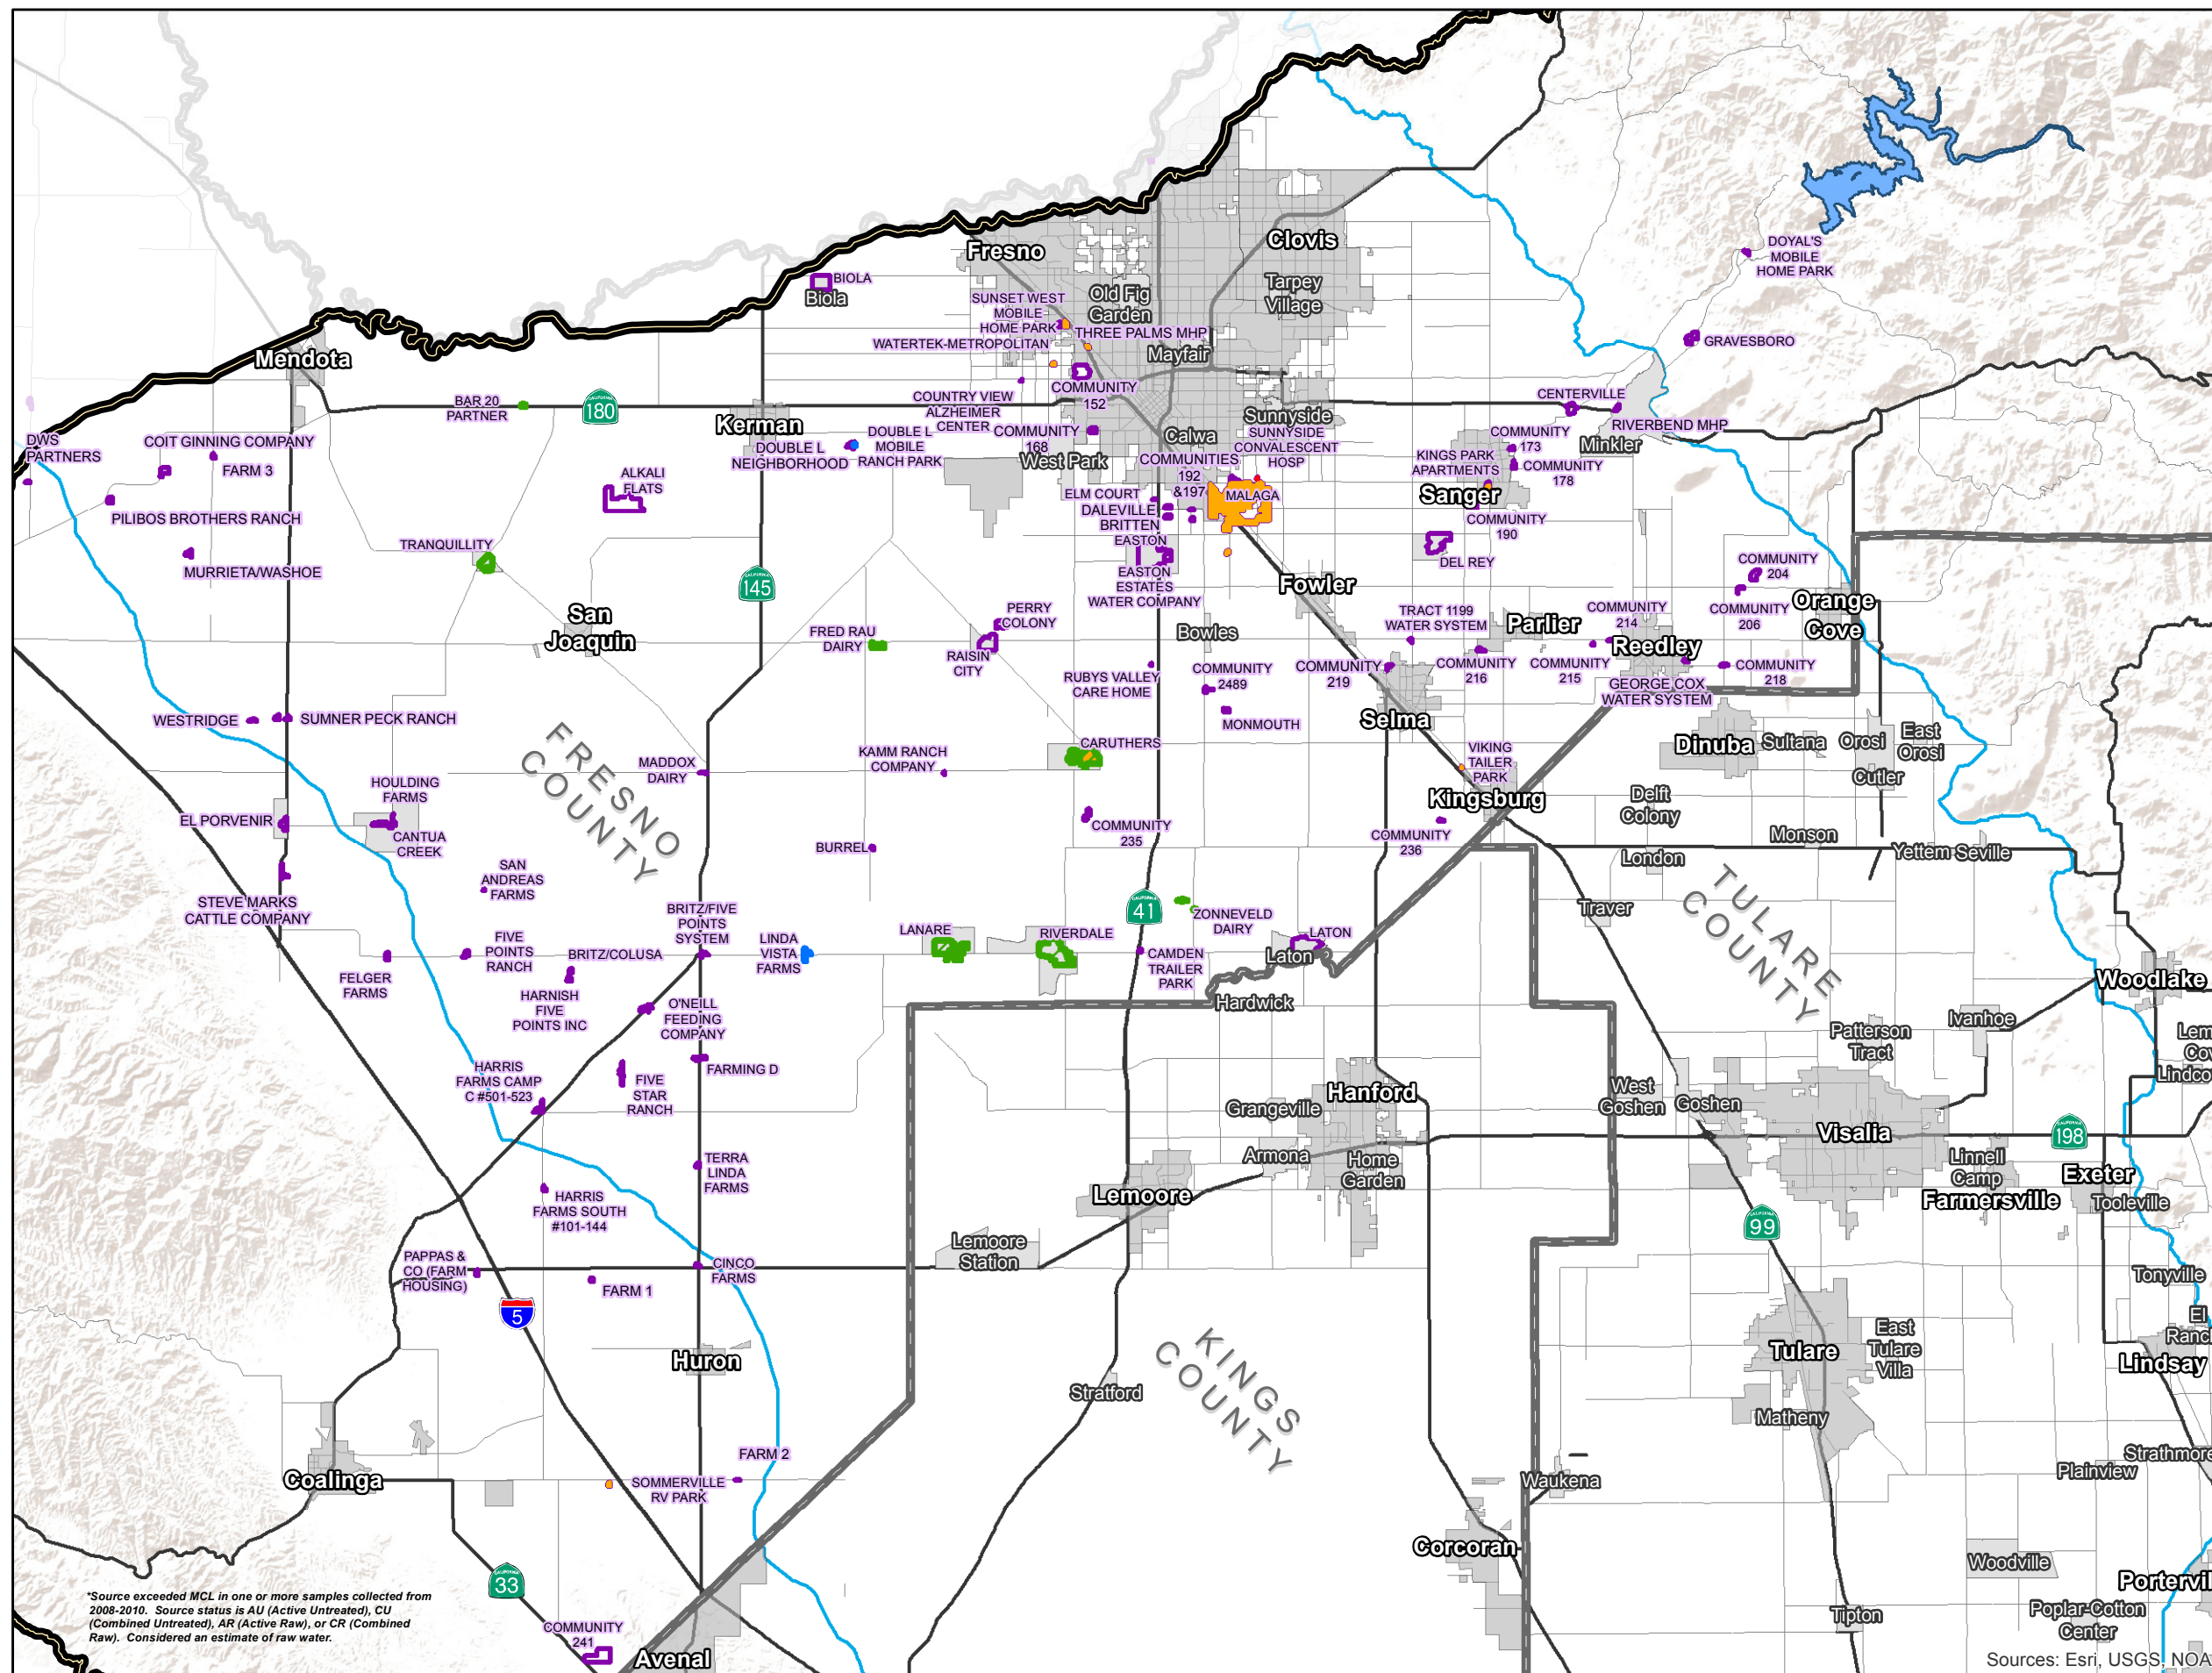 Fresno
Clovis
Old Fig
Garden
Tarpey
Village
DOYAL'S
MOBILE
HOME PARK
BIOLA
Biola
SUNSET WEST
MOBILE
HOME PARK
THREE PALMS MHP
WATERTEK-METROPOLITAN
Mayfair
GRAVESBORO
Mendota
BAR 20
PARTNER
CALIFORNIA
180
COUNTRY VIEW
ALZHEIMER
CENTER
COMMUNITY
152
CENTERVILLE
Sunnyside
RIVERBEND MHP
Minkler
Kerman
DWS
PARTNERS
COIT GINNING COMPANY
FARM 3
DOUBLE L
NEIGHBORHOOD
DOUBLE L
MOBILE
RANCH PARK
COMMUNITY
168
West Park
Calwa
COMMUNITIES
192
&197
SUNNYSIDE
CONVALESCENT
HOSP
COMMUNITY
173
KINGS PARK
APARTMENTS
COMMUNITY
178
ALKALI
FLATS
ELM COURT
DALEVILLE
BRITTEN
EASTON
MALAGA
Sanger
COMMUNITY
190
PILIBOS BROTHERS RANCH
TRANQUILLITY
MURRIETA/WASHOE
DEL REY
COMMUNITY
204
EASTON
ESTATES
WATER COMPANY
Fowler
CALIFORNIA
145
San
Joaquin
PERRY
COLONY
FRED RAU
DAIRY
RAISIN
CITY
Bowles
TRACT 1199
WATER SYSTEM
Parlier
COMMUNITY
214
COMMUNITY
206
Orange
Cove
Reedley
RUBYS VALLEY
CARE HOME
COMMUNITY
2489
COMMUNITY
219
COMMUNITY
216
COMMUNITY
215
COMMUNITY
218
GEORGE COX
WATER SYSTEM
WESTRIDGE
SUMNER PECK RANCH
MONMOUTH
Selma
FRESNO
COUNTY
MADDOX
DAIRY
KAMM RANCH
COMPANY
CARUTHERS
VIKING
TAILER
PARK
Dinuba
Sultana
Orosi
East
Orosi
Cutler
HOULDING
FARMS
EL PORVENIR
CANTUA
CREEK
Kingsburg
Delft
Colony
BURREL
COMMUNITY
235
COMMUNITY
236
Monson
London
Yettem
Seville
SAN
ANDREAS
FARMS
STEVE MARKS
CATTLE COMPANY
BRITZ/FIVE
POINTS
SYSTEM
LINDA
VISTA
FARMS
LANARE
RIVERDALE
CALIFORNIA
41
ZONNEVELD
DAIRY
LATON
Laton
Traver
TULARE
COUNTY
FELGER
FARMS
FIVE
POINTS
RANCH
BRITZ/COLUSA
HARNISH
FIVE
POINTS INC
CAMDEN
TRAILER
PARK
Woodlake
Hardwick
O'NEILL
FEEDING
COMPANY
Ivanhoe
Patterson
Tract
Lem
Cov
Lindco
HARRIS
FARMS CAMP
C #501-523
FARMING D
FIVE
STAR
RANCH
Grangeville
Hanford
West
Goshen
Goshen
Visalia
CALIFORNIA
198
Armona
Home
Garden
Linnell
Camp
Exeter
TERRA
LINDA
FARMS
HARRIS
FARMS SOUTH
#101-144
Lemoore
Farmersville
Tooleville
CALIFORNIA
99
Lemoore
Station
PAPPAS &
CO (FARM
HOUSING)
FARM 1
CINCO
FARMS
Tonyville
El
Ranc
5
Huron
Stratford
KINGS
COUNTY
Tulare
East
Tulare
Villa
Lindsay
Matheny
Coalinga
FARM 2
SOMMERVILLE
RV PARK
Waukena
Plainview
Strathmore
Corcoran
Woodville
CALIFORNIA
33
Portervil
*Source exceeded MCL in one or more samples collected from
2008-2010. Source status is AU (Active Untreated), CU
(Combined Untreated), AR (Active Raw), or CR (Combined
Raw). Considered an estimate of raw water.
COMMUNITY
241
Avenal
Tipton
Poplar-Cotton
Center
Sources: Esri, USGS, NOA